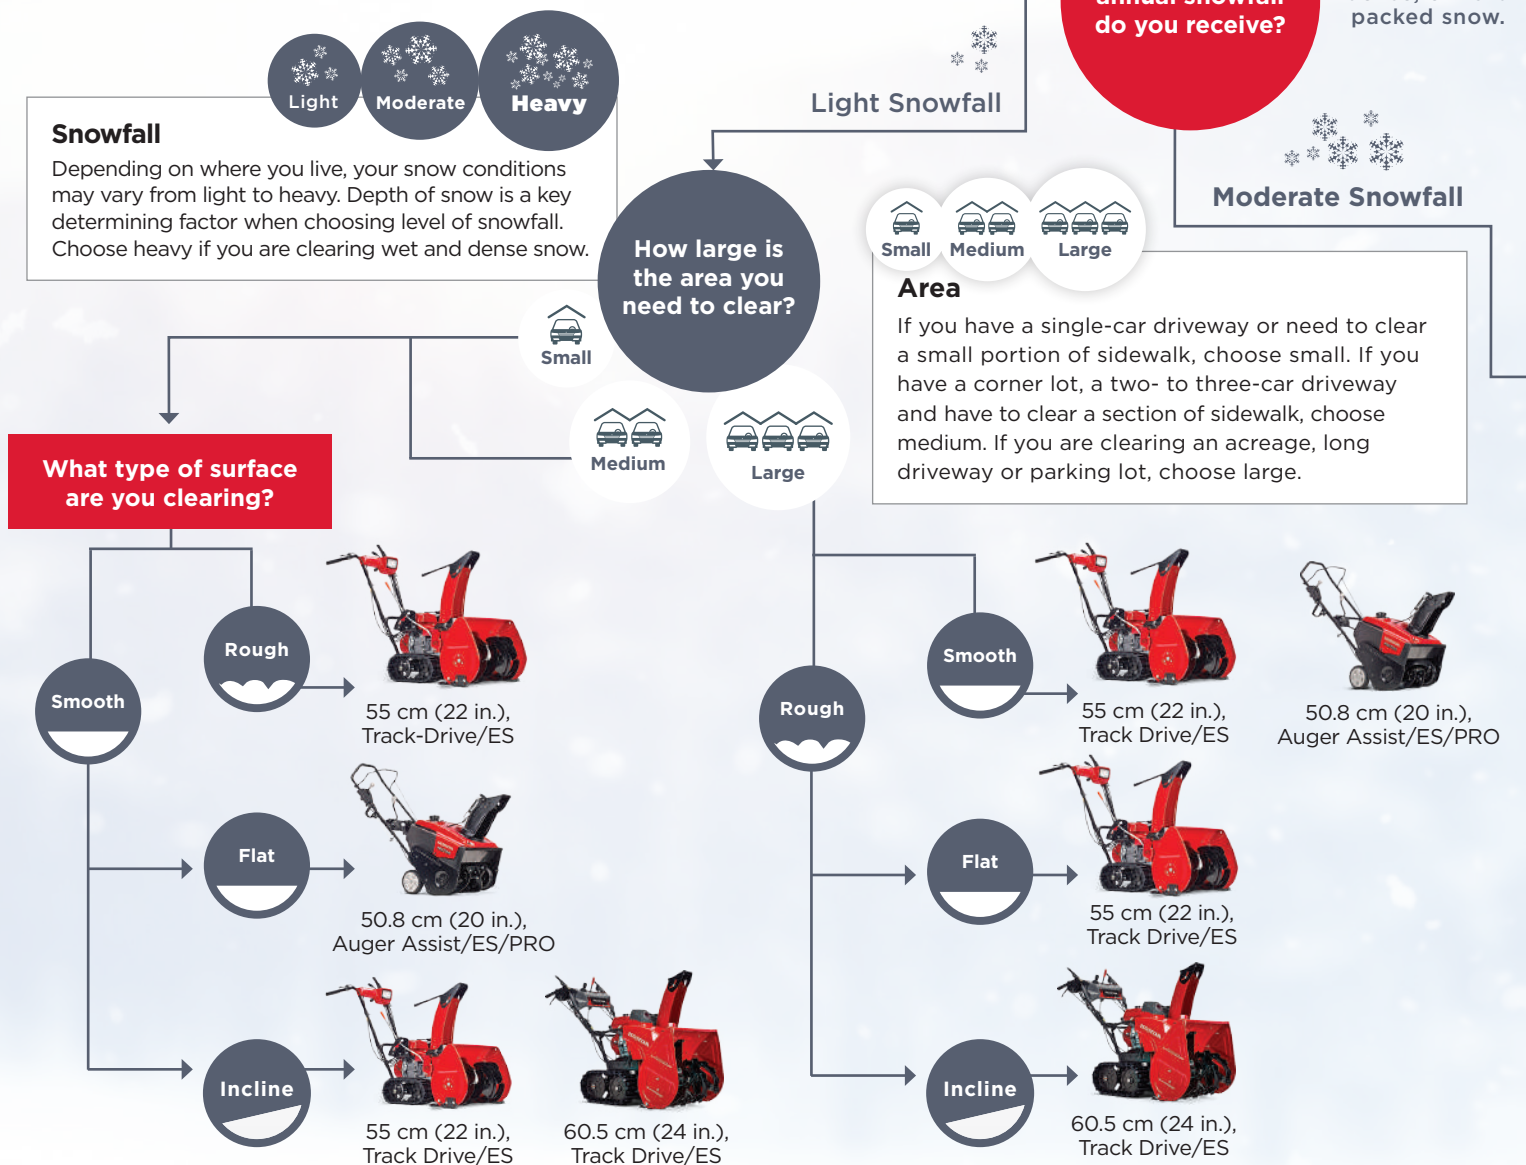 annual snowfall
do you receive?
packed snow.
Light
Moderate
Heavy
Snowfall
Depending on where you live, your snow conditions
may vary from light to heavy. Depth of snow is a key
determining factor when choosing level of snowfall.
Choose heavy if you are clearing wet and dense snow.
Light Snowfall
Moderate Snowfall
How large is
the area you
need to clear?
Small
Medium
Large
Small
Medium
Large
Area
If you have a single-car driveway or need to clear
a small portion of sidewalk, choose small. If you
have a corner lot, a two- to three-car driveway
and have to clear a section of sidewalk, choose
medium. If you are clearing an acreage, long
driveway or parking lot, choose large.
What type of surface
are you clearing?
Smooth
Rough
55 cm (22 in.),
Track-Drive/ES
Flat
50.8 cm (20 in.),
Auger Assist/ES/PRO
Incline
55 cm (22 in.),
Track Drive/ES
60.5 cm (24 in.),
Track Drive/ES
Rough
Smooth
55 cm (22 in.),
Track Drive/ES
50.8 cm (20 in.),
Auger Assist/ES/PRO
Flat
55 cm (22 in.),
Track Drive/ES
Incline
60.5 cm (24 in.),
Track Drive/ES